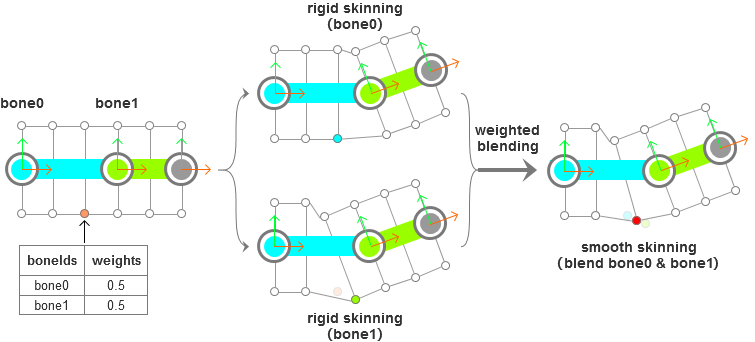 rigid skinning
(bone0)
bone0
bone1
weighted
blending
boneIds weights
bone0 0.5
bone1 0.5
smooth skinning
(blend bone0 & bone1)
rigid skinning
(bone1)